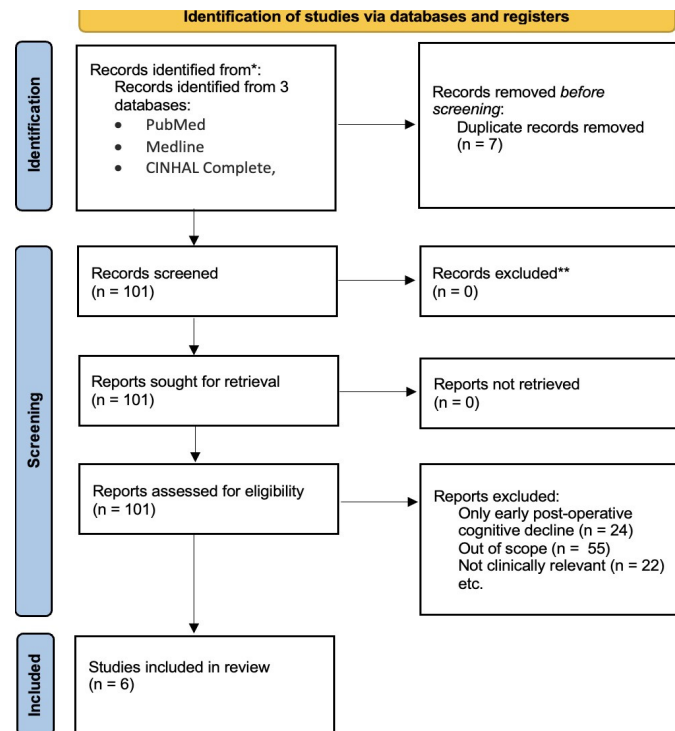 Identification of studies via databases and registers
Identification
Records identified from*:
Records identified from 3
databases:
• PubMed
• Medline
• CINHAL Complete,
Records removed before
screening:
Duplicate records removed
(n = 7)
Screening
Records screened
(n = 101)
Records excluded**
(n = 0)
Reports sought for retrieval
(n = 101)
Reports not retrieved
(n = 0)
Reports assessed for eligibility
(n = 101)
Reports excluded:
Only early post-operative
cognitive decline (n = 24)
Out of scope (n = 55)
Not clinically relevant (n = 22)
etc.
Included
Studies included in review
(n = 6)